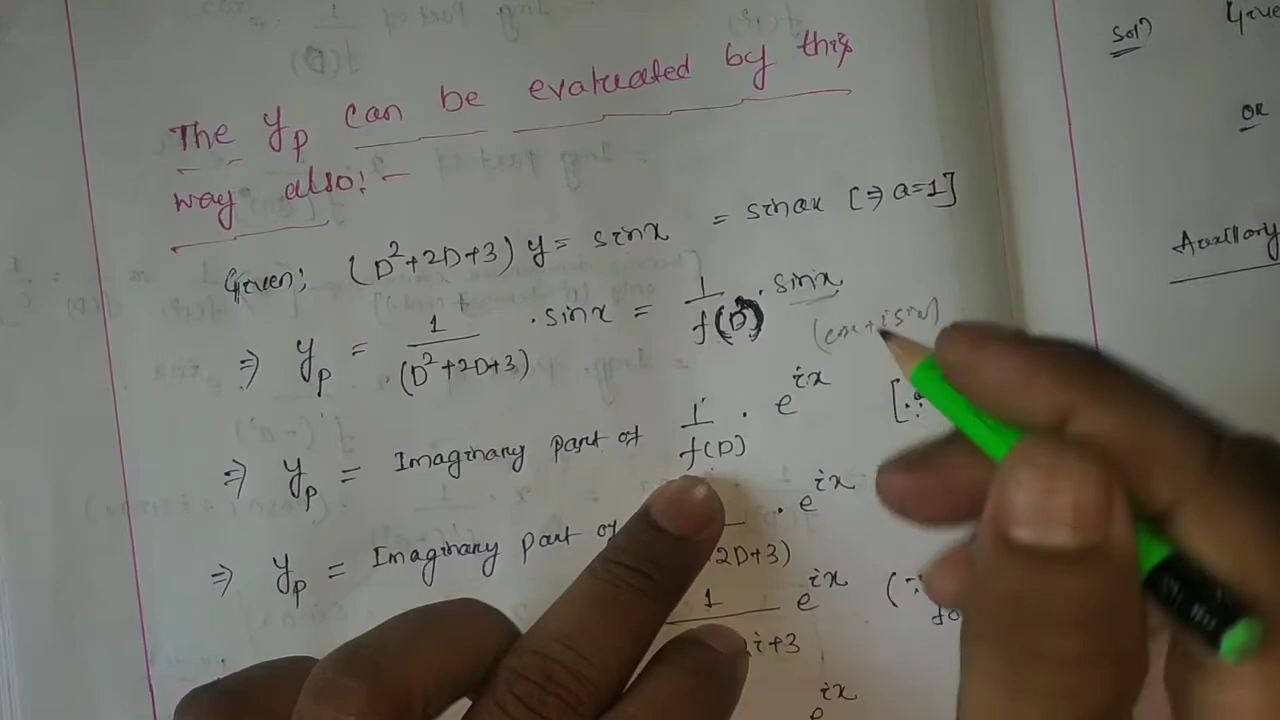 The yp can be evaluated by this
way also:-
Given; (D²+2D+3) y = sinx = sinax [⇒ a=1]
⇒ yp = 1/(D²+2D+3) . sinx = 1/f(D) . sinx
(cosx + i sinx)
⇒ yp = Imaginary part of 1/f(D) . e^ix [∵
⇒ yp = Imaginary part of 2D+3) . e^ix
1/ i+3 e^ix (∵
e^ix
Sol?
OR
Auxiliary